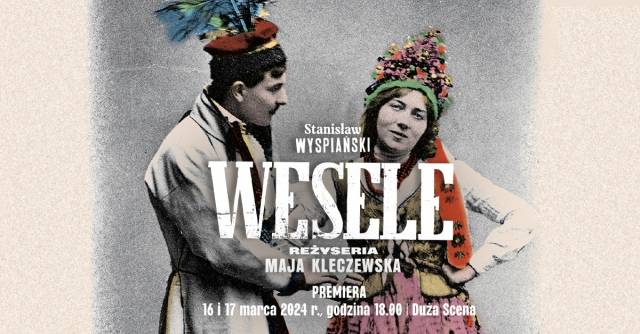 Stanisław
WYSPIAŃSKI
WESELE
REŻYSERIA
MAJA KLECZEWSKA
PREMIERA
16 i 17 marca 2024 r., godzina 18.00 | Duża Scena